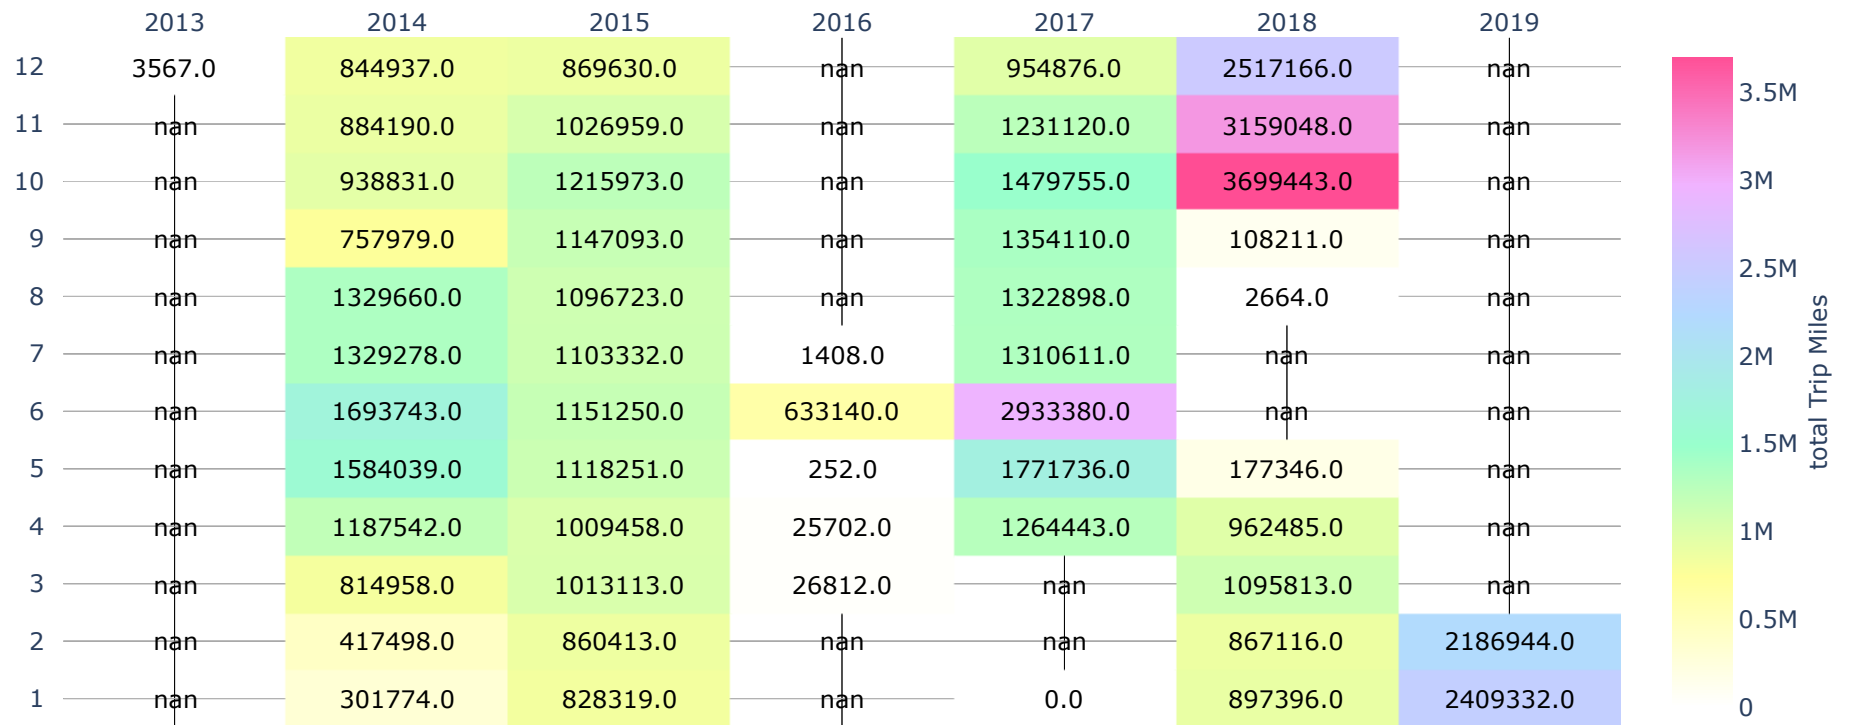 2013 2014 2015 2016 2017 2018 2019
12 3567.0 844937.0 869630.0 nan 954876.0 2517166.0 nan
11 nan 884190.0 1026959.0 nan 1231120.0 3159048.0 nan
10 nan 938831.0 1215973.0 nan 1479755.0 3699443.0 nan
9 nan 757979.0 1147093.0 nan 1354110.0 108211.0 nan
8 nan 1329660.0 1096723.0 nan 1322898.0 2664.0 nan
7 nan 1329278.0 1103332.0 1408.0 1310611.0 nan nan
6 nan 1693743.0 1151250.0 633140.0 2933380.0 nan nan
5 nan 1584039.0 1118251.0 252.0 1771736.0 177346.0 nan
4 nan 1187542.0 1009458.0 25702.0 1264443.0 962485.0 nan
3 nan 814958.0 1013113.0 26812.0 nan 1095813.0 nan
2 nan 417498.0 860413.0 nan nan 867116.0 2186944.0
1 nan 301774.0 828319.0 nan 0.0 897396.0 2409332.0
3.5M
3M
2.5M
2M
1.5M
1M
0.5M
0
total Trip Miles